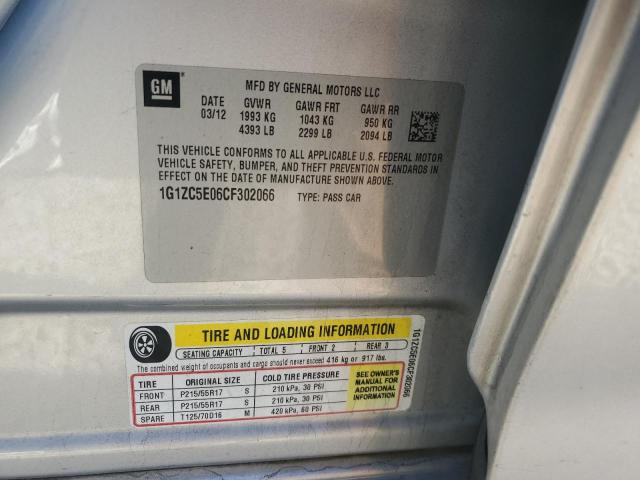 GM
MFD BY GENERAL MOTORS LLC
DATE GVWR GAWR FRT GAWR RR
03/12 1993 KG 1043 KG 950 KG
4393 LB 2299 LB 2094 LB
THIS VEHICLE CONFORMS TO ALL APPLICABLE U.S. FEDERAL MOTOR
VEHICLE SAFETY, BUMPER, AND THEFT PREVENTION STANDARDS IN
EFFECT ON THE DATE OF MANUFACTURE SHOWN ABOVE.
1G1ZC5E06CF302066 TYPE: PASS CAR
TIRE AND LOADING INFORMATION
SEATING CAPACITY TOTAL 5 FRONT 2 REAR 3
The combined weight of occupants and cargo should never exceed 416 kg or 917 lbs.
TIRE ORIGINAL SIZE COLD TIRE PRESSURE
FRONT P215/55R17 S 210 kPa, 30 PSI
REAR P215/55R17 S 210 kPa, 30 PSI
SPARE T125/70D16 M 420 kPa, 60 PSI
SEE OWNER'S
MANUAL FOR
ADDITIONAL
INFORMATION
1G1ZC5E06CF302066